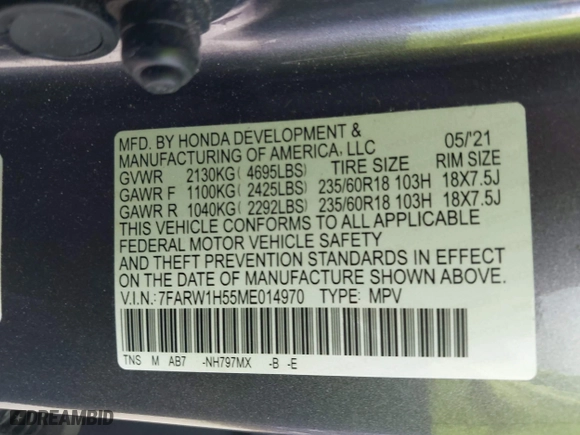 MFD. BY HONDA DEVELOPMENT &
MANUFACTURING OF AMERICA, LLC 05/'21
GVWR 2130KG( 4695LBS) TIRE SIZE RIM SIZE
GAWR F 1100KG( 2425LBS) 235/60R18 103H 18X7.5J
GAWR R 1040KG( 2292LBS) 235/60R18 103H 18X7.5J
THIS VEHICLE CONFORMS TO ALL APPLICABLE
FEDERAL MOTOR VEHICLE SAFETY
AND THEFT PREVENTION STANDARDS IN EFFECT
ON THE DATE OF MANUFACTURE SHOWN ABOVE.
V.I.N.:7FARW1H55ME014970 TYPE: MPV
TNS M AB7 -NH797MX -B -E
DREAMBID